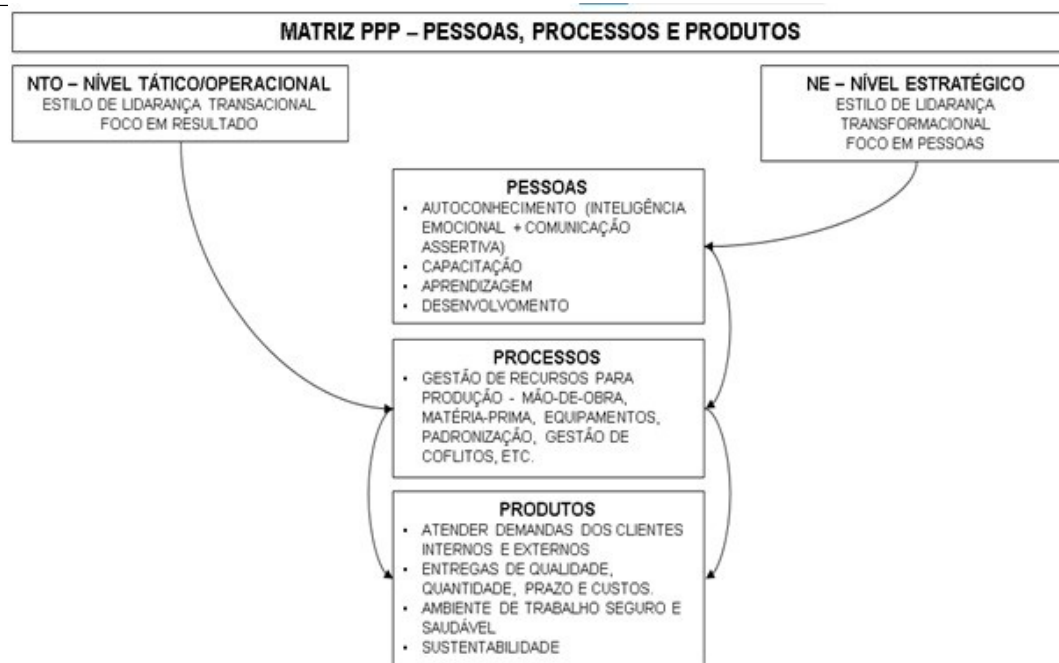 MATRIZ PPP – PESSOAS, PROCESSOS E PRODUTOS
NTO – NÍVEL TÁTICO/OPERACIONAL
ESTILO DE LIDARANÇA TRANSACIONAL
FOCO EM RESULTADO
NE – NÍVEL ESTRATÉGICO
ESTILO DE LIDARANÇA
TRANSFORMACIONAL
FOCO EM PESSOAS
PESSOAS
• AUTOCONHECIMENTO (INTELIGÊNCIA
EMOCIONAL + COMUNICAÇÃO
ASSERTIVA)
• CAPACITAÇÃO
• APRENDIZAGEM
• DESENVOLVOMENTO
PROCESSOS
• GESTÃO DE RECURSOS PARA
PRODUÇÃO - MÃO-DE-OBRA,
MATÉRIA-PRIMA, EQUIPAMENTOS,
PADRONIZAÇÃO, GESTÃO DE
COFLITOS, ETC.
PRODUTOS
• ATENDER DEMANDAS DOS CLIENTES
INTERNOS E EXTERNOS
• ENTREGAS DE QUALIDADE,
QUANTIDADE, PRAZO E CUSTOS.
• AMBIENTE DE TRABALHO SEGURO E
SAUDÁVEL
• SUSTENTABILIDADE